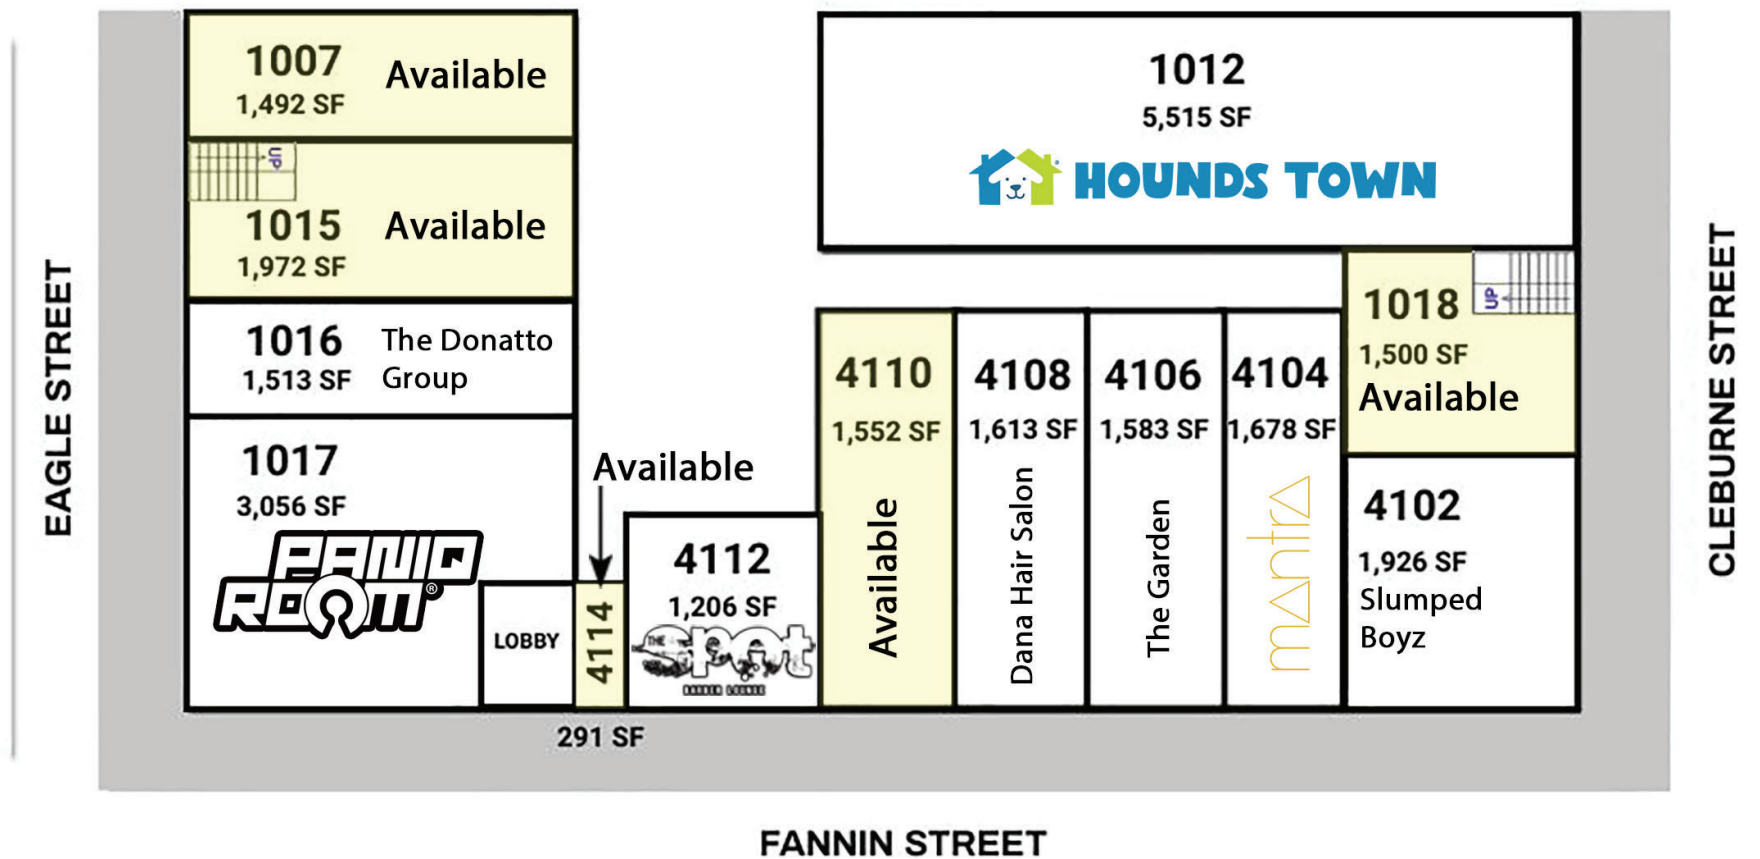 1007
1,492 SF
Available
UP
1015
1,972 SF
Available
1016
1,513 SF
The Donatto
Group
1017
3,056 SF
PANIQ
ROOM®
LOBBY
Available
4114
291 SF
4112
1,206 SF
THE
Spot
BARBER LOUNGE
4110
1,552 SF
Available
4108
1,613 SF
Dana Hair Salon
4106
1,583 SF
The Garden
4104
1,678 SF
mantra
1012
5,515 SF
HOUNDS TOWN
UP
1018
1,500 SF
Available
4102
1,926 SF
Slumped
Boyz
EAGLE STREET
CLEBURNE STREET
FANNIN STREET